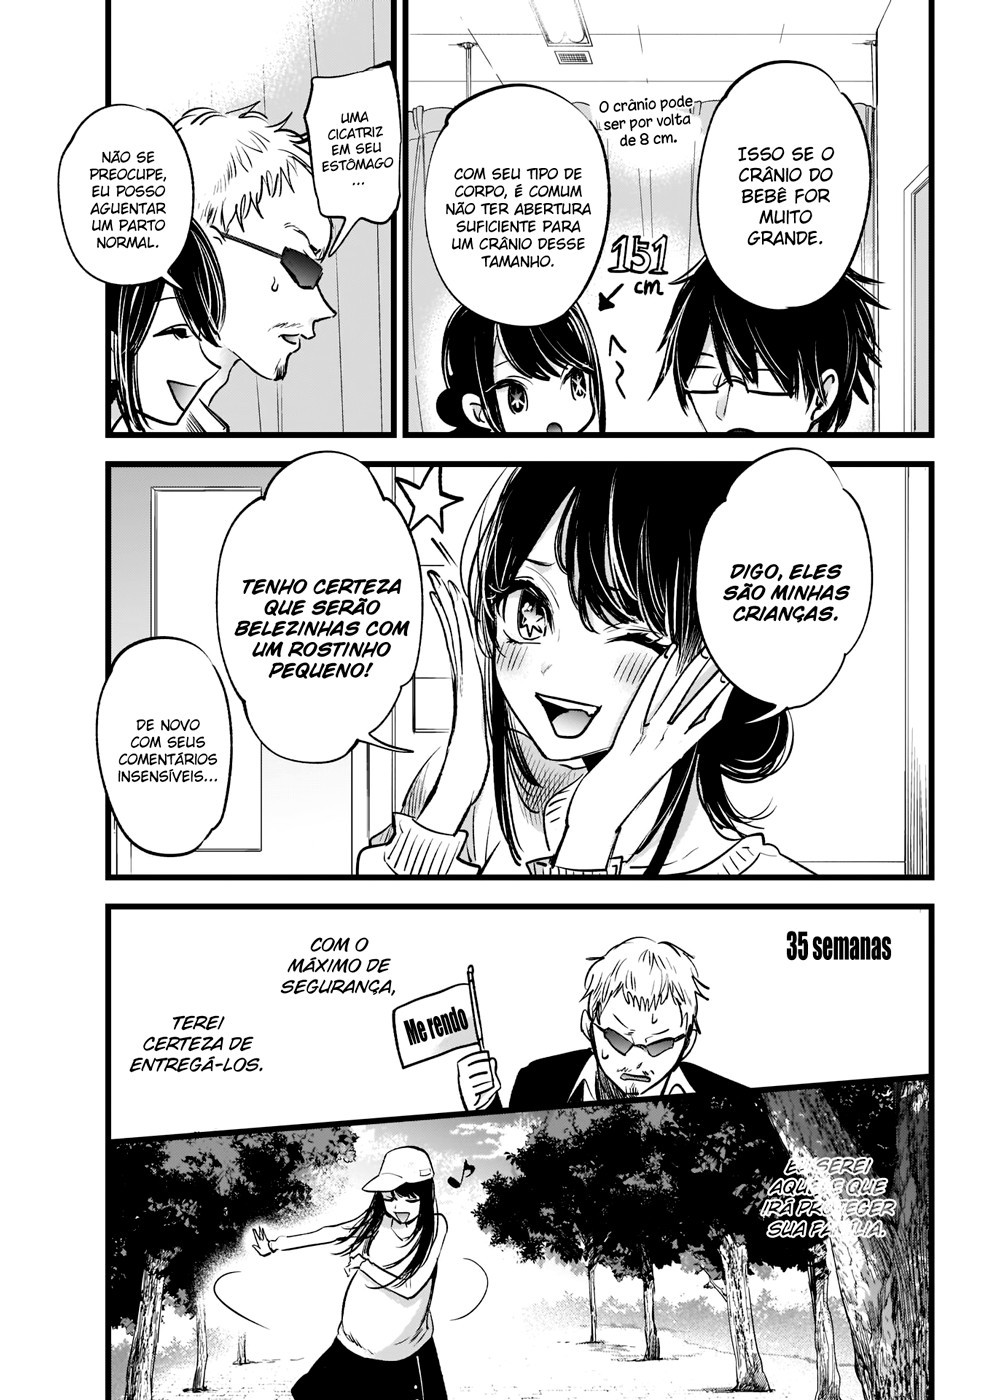 ISSO SE O
CRÂNIO DO
BEBÊ FOR
MUITO
GRANDE.
O crânio pode
ser por volta
de 8 cm.
COM SEU TIPO DE
CORPO, É COMUM
NÃO TER ABERTURA
SUFICIENTE PARA
UM CRÂNIO DESSE
TAMANHO.
151
cm
UMA
CICATRIZ
EM SEU
ESTÔMAGO
...
NÃO SE
PREOCUPE,
EU POSSO
AGUENTAR
UM PARTO
NORMAL.
DIGO, ELES
SÃO MINHAS
CRIANÇAS.
TENHO CERTEZA
QUE SERÃO
BELEZINHAS COM
UM ROSTINHO
PEQUENO!
DE NOVO
COM SEUS
COMENTÁRIOS
INSENSÍVEIS...
35 semanas
COM O
MÁXIMO DE
SEGURANÇA,
Me rendo
TEREI
CERTEZA DE
ENTREGÁ-LOS.
EU SEREI
AQUELE QUE
IRÁ PROTEGER
SUA FAMÍLIA.